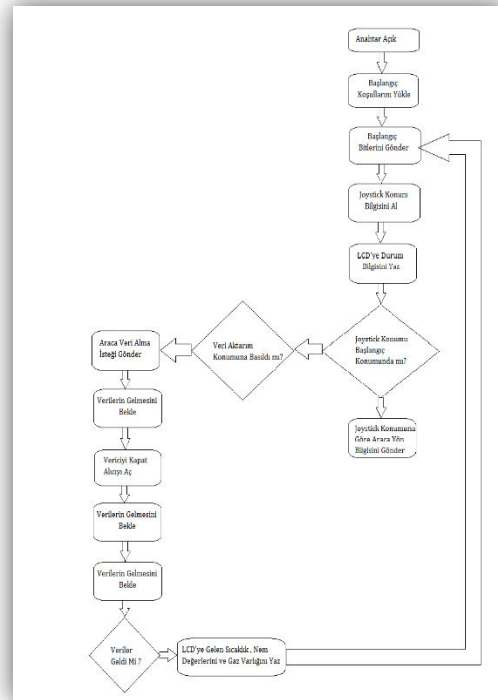 Anahtar Açık
Başlangıç
Koşullarını Yükle
Başlangıç
Bitlerini Gönder
Joystick Konum
Bilgisini Al
LCD'ye Durum
Bilgisini Yaz
Joystick Konumu
Başlangıç
Konumunda mı?
Veri Aktarım
Konumuna Basıldı mı?
Araca Veri Alma
İsteği Gönder
Joystick Konumuna
Göre Araca Yön
Bilgisini Gönder
Verilerin Gelmesini
Bekle
Vericiyi Kapat
Alıcıyı Aç
Verilerin Gelmesini
Bekle
Verilerin Gelmesini
Bekle
Veriler
Geldi Mi ?
LCD'ye Gelen Sıcaklık, Nem
Değerlerini ve Gaz Varlığını Yaz